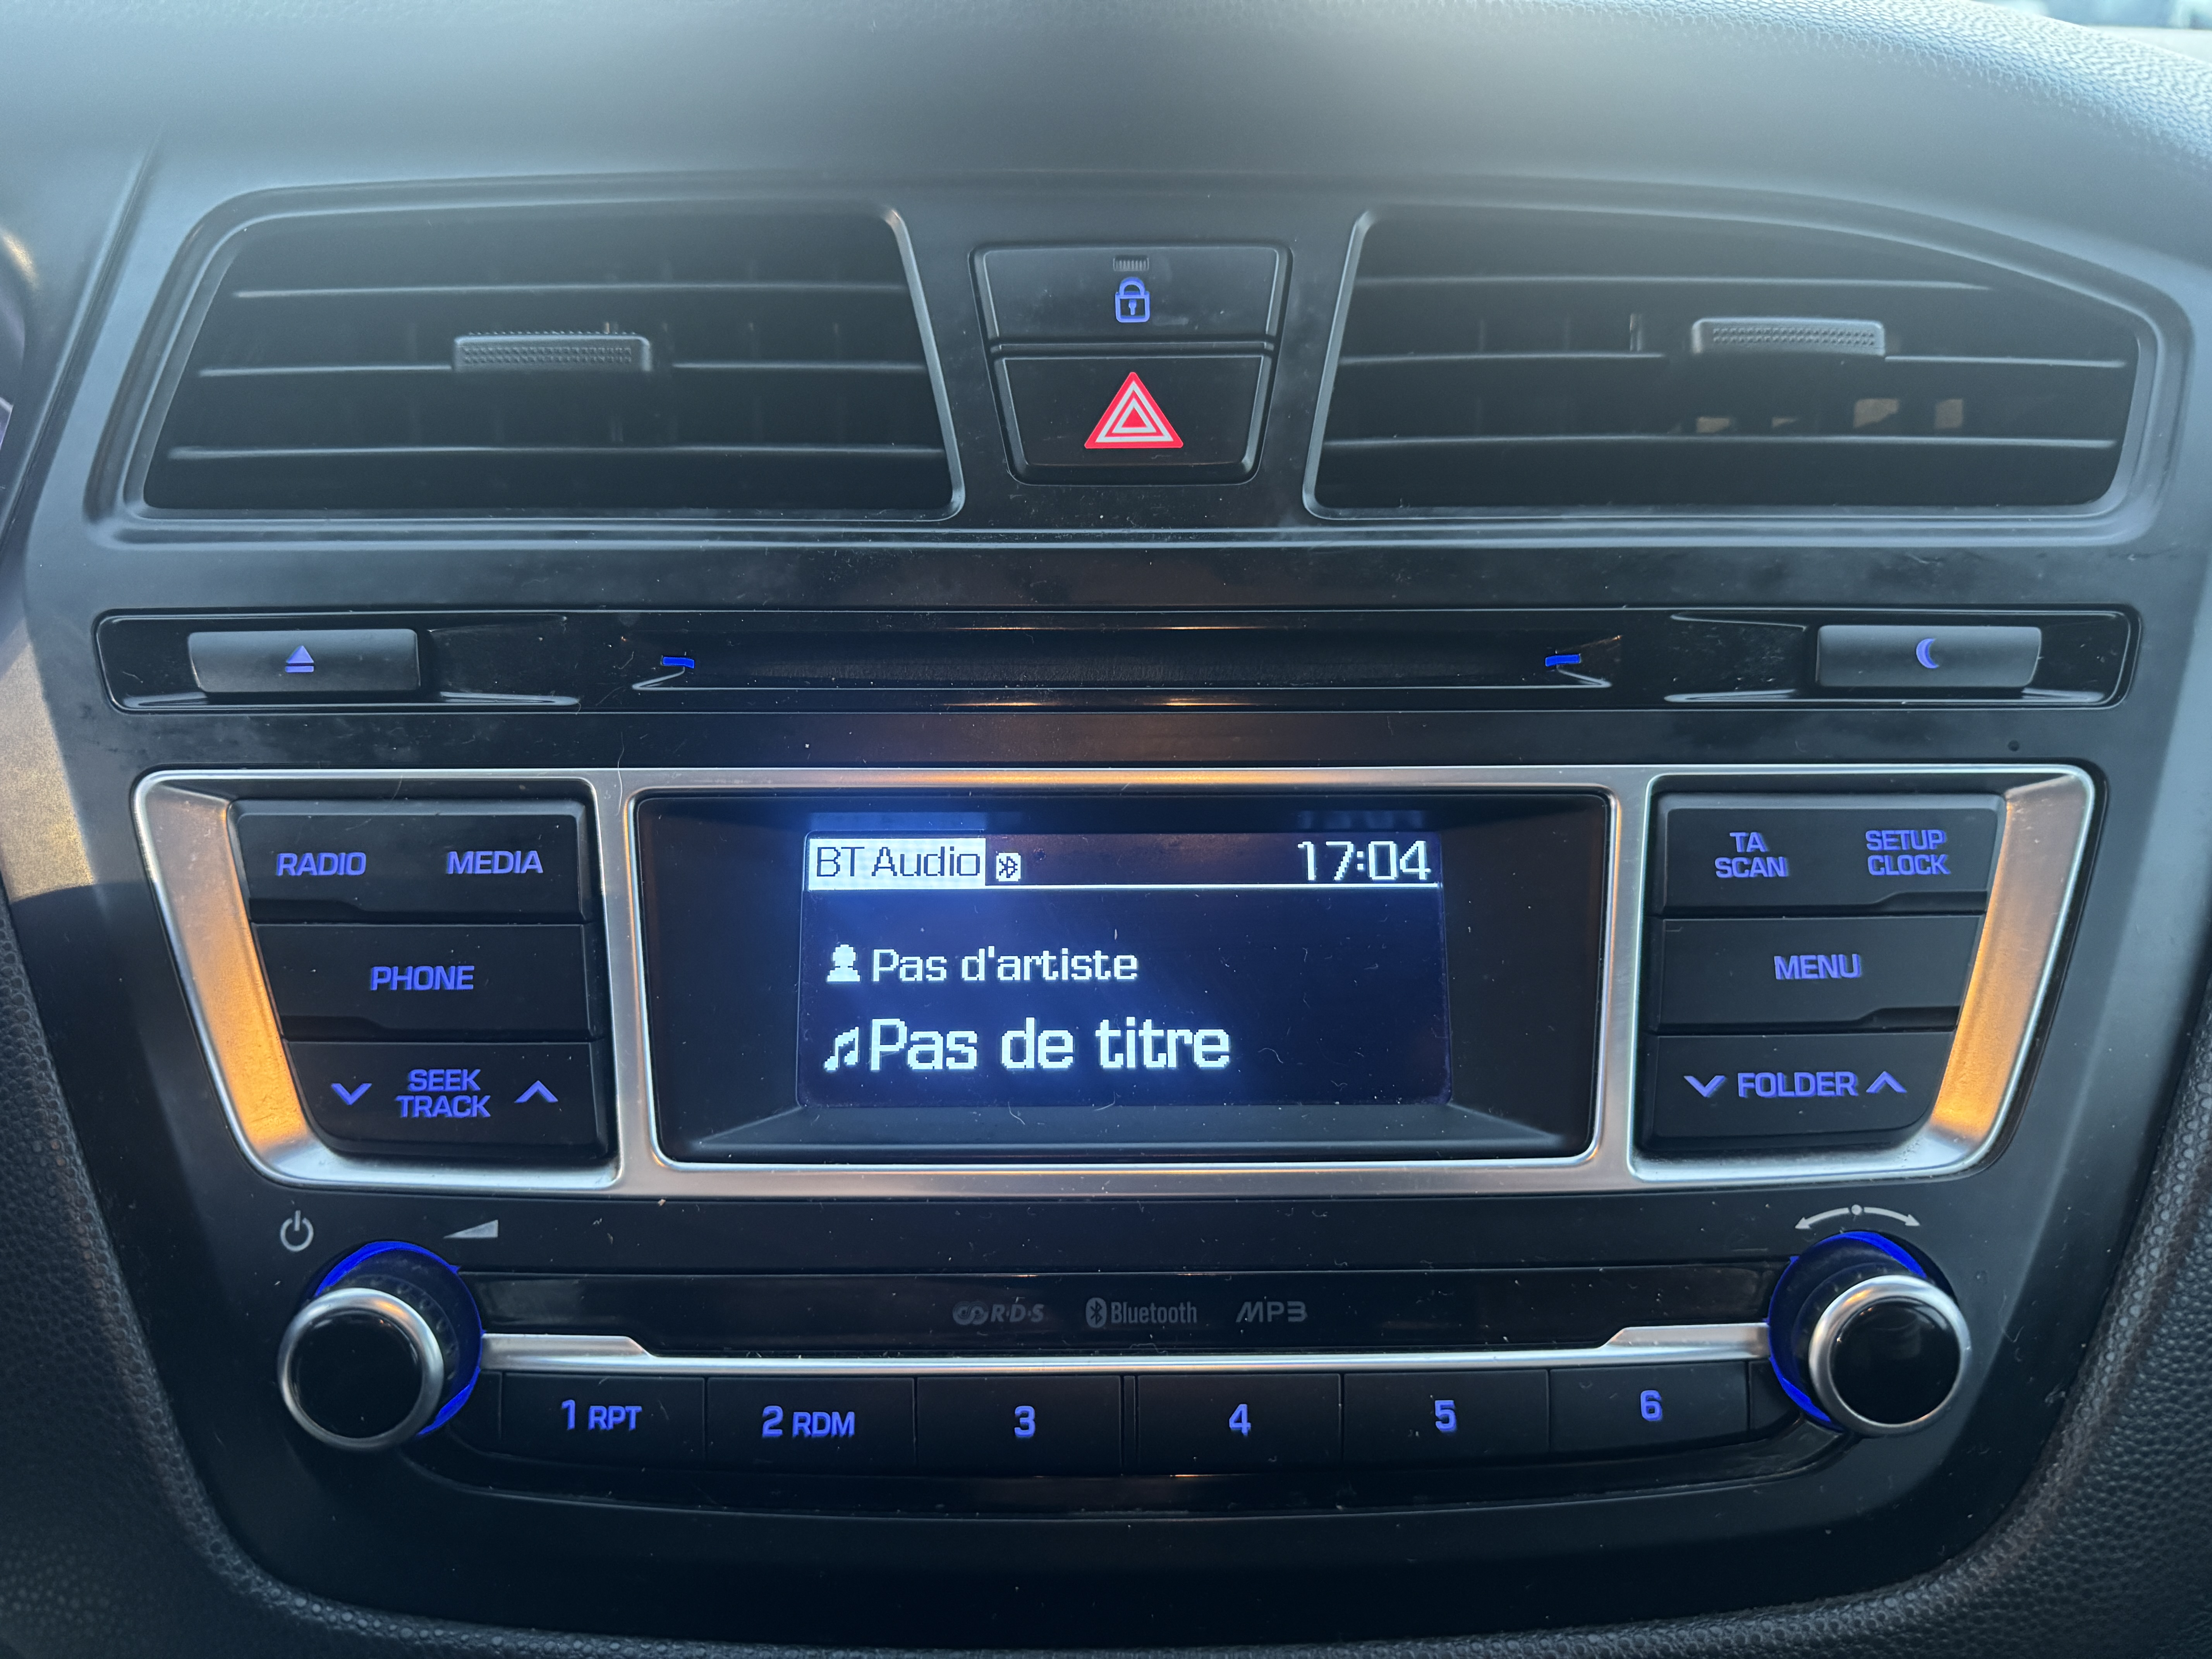 RADIO MEDIA
PHONE
SEEK
TRACK
BT Audio 17:04
Pas d'artiste
Pas de titre
TA
SCAN
SETUP
CLOCK
MENU
FOLDER
R·D·S Bluetooth MP3
1 RPT 2 RDM 3 4 5 6